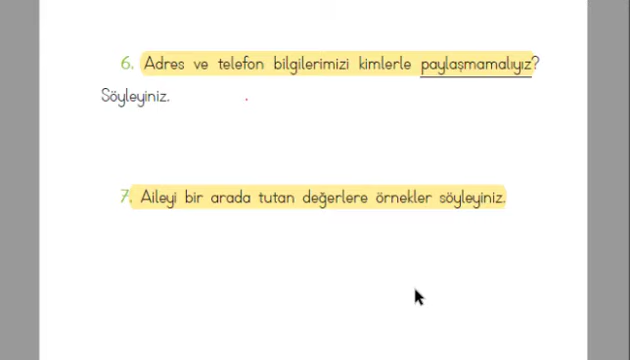 6. Adres ve telefon bilgilerimizi kimlerle paylaşmamalıyız?
Söyleyiniz.
7. Aileyi bir arada tutan değerlere örnekler söyleyiniz.